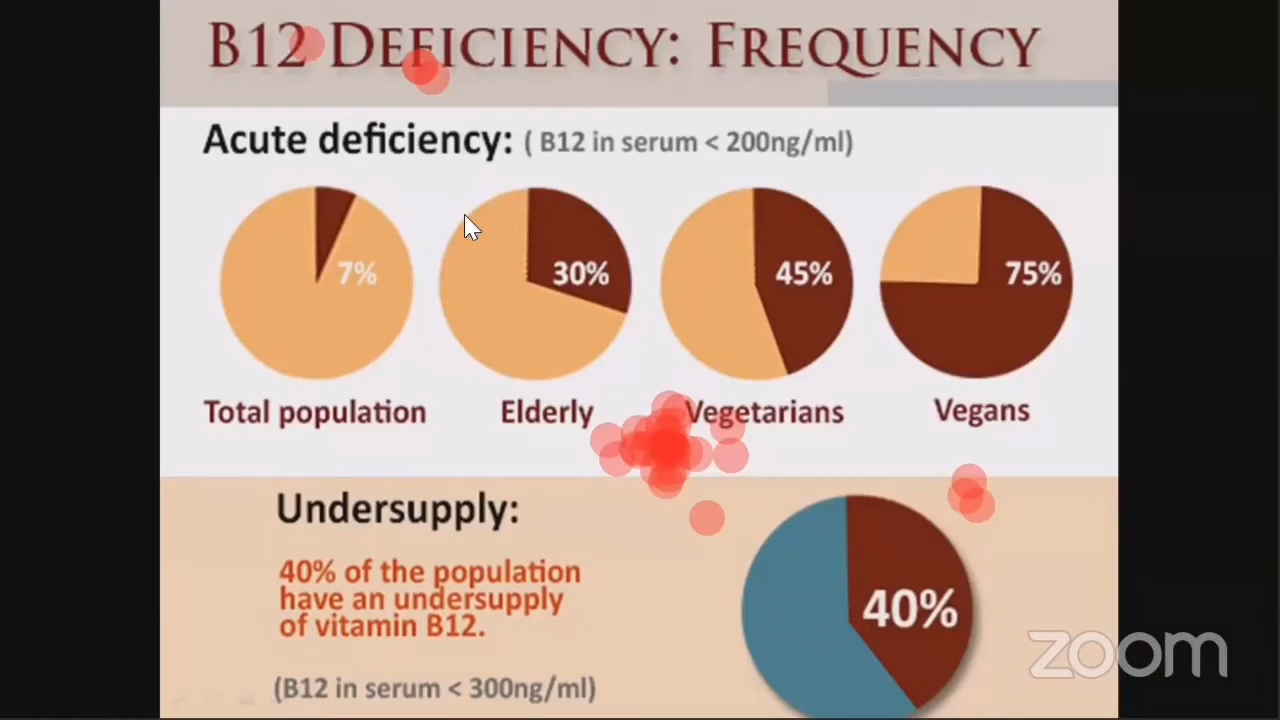 B12 Deficiency: Frequency
Acute deficiency: ( B12 in serum < 200ng/ml)
7%
30%
45%
75%
Total population
Elderly
Vegetarians
Vegans
Undersupply:
40% of the population
have an undersupply
of vitamin B12.
40%
(B12 in serum < 300ng/ml)
zoom